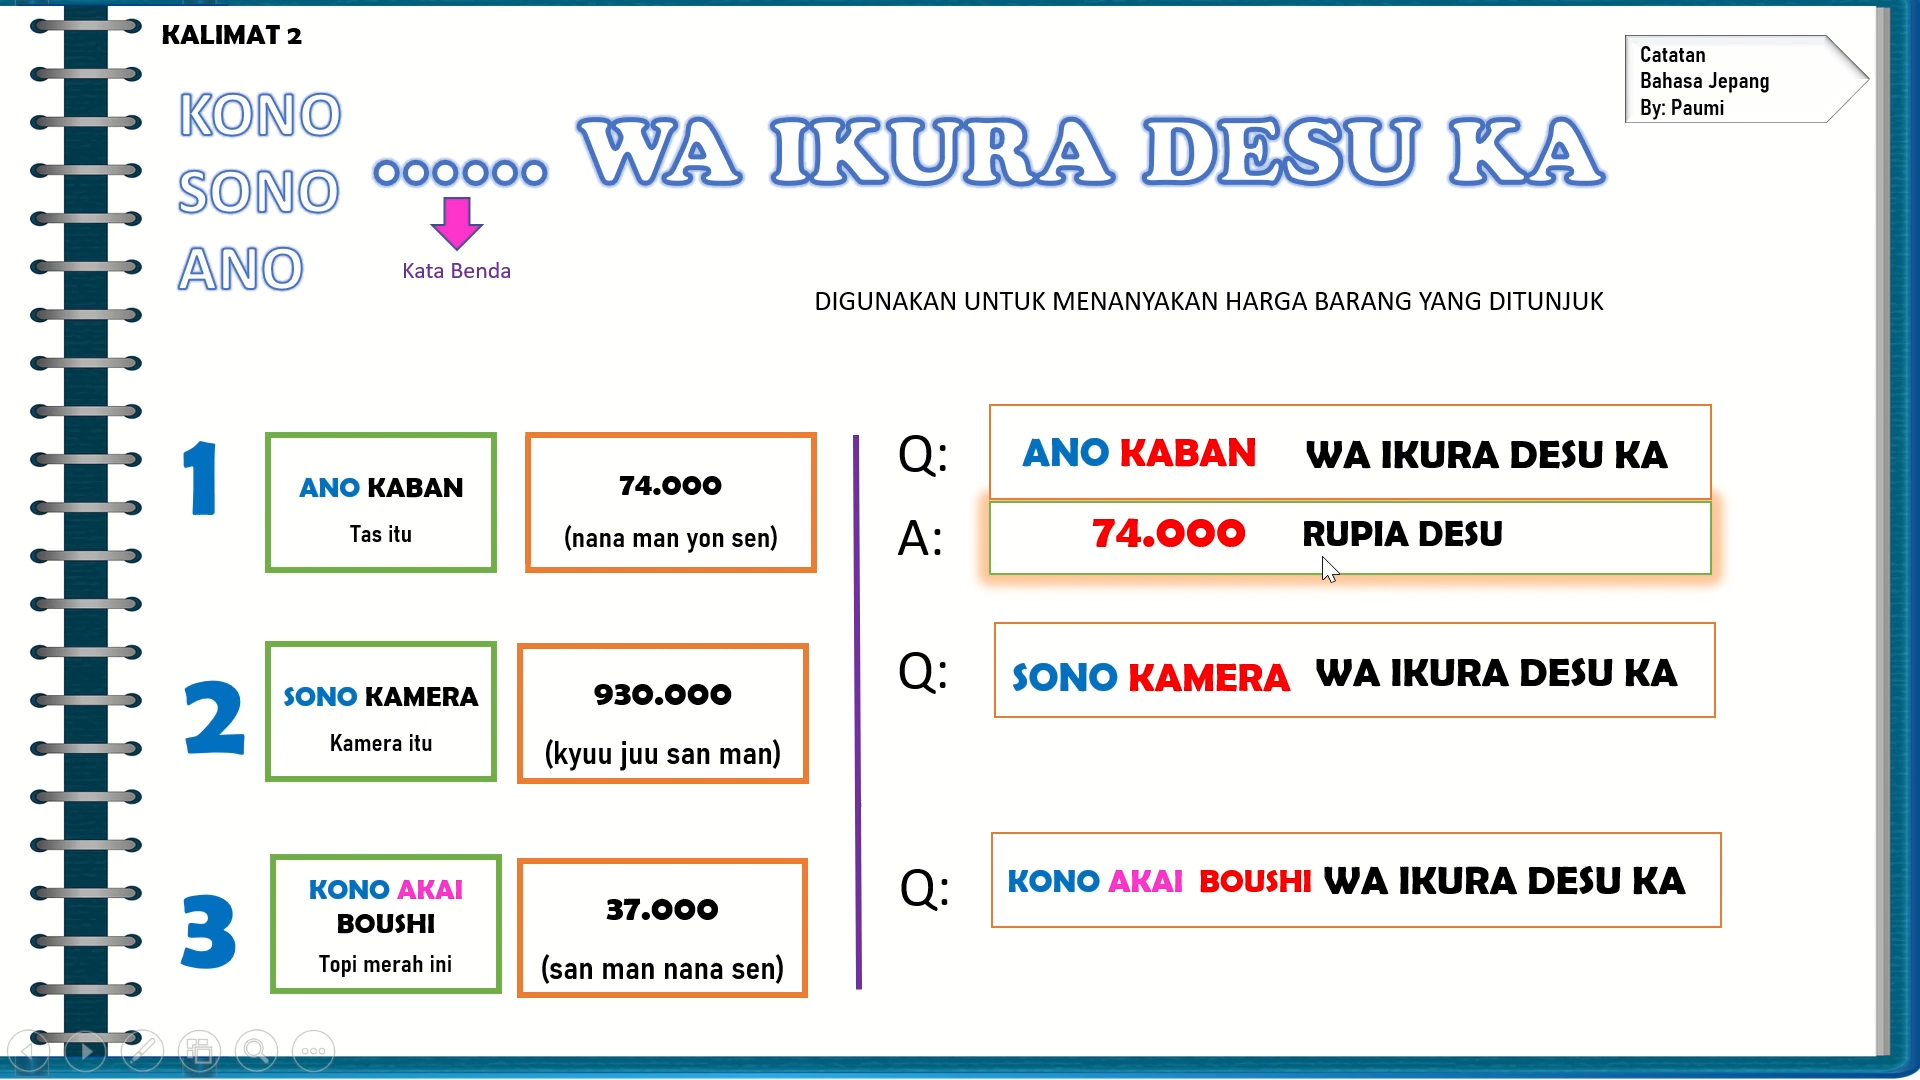 KALIMAT 2
Catatan
Bahasa Jepang
By: Paumi
KONO
SONO
ANO
WA IKURA DESU KA
Kata Benda
DIGUNAKAN UNTUK MENANYAKAN HARGA BARANG YANG DITUNJUK
1
ANO KABAN
Tas itu
74.000
(nana man yon sen)
2
SONO KAMERA
Kamera itu
930.000
(kyuu juu san man)
3
KONO AKAI
BOUSHI
Topi merah ini
37.000
(san man nana sen)
Q: ANO KABAN WA IKURA DESU KA
A: 74.000 RUPIA DESU
Q: SONO KAMERA WA IKURA DESU KA
Q: KONO AKAI BOUSHI WA IKURA DESU KA